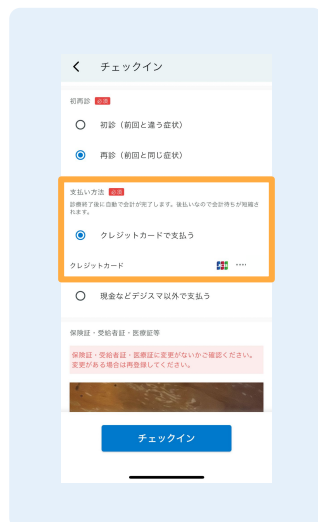 チェックイン
初再診 必須
初診（前回と違う症状）
再診（前回と同じ症状）
支払い方法 必須
診療終了後に自動で会計が完了します。後払いなので会計待ちが短縮さ
れます。
クレジットカードで支払う
クレジットカード JCB ····
現金などデジスマ以外で支払う
保険証・受給者証・医療証等
保険証・受給者証・医療証に変更がないかご確認ください。
変更がある場合は再登録してください。
チェックイン